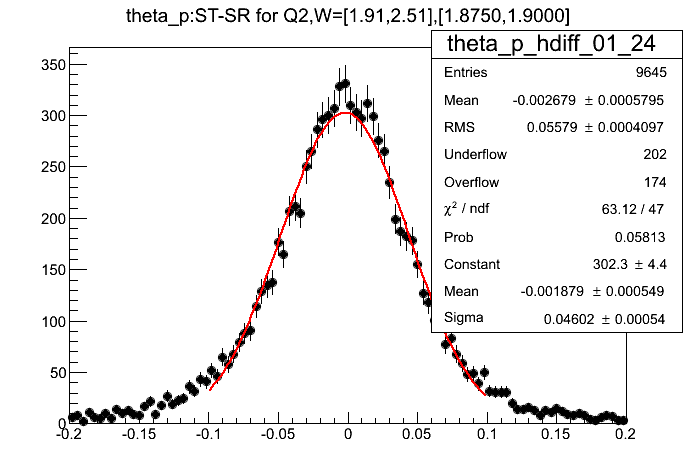 theta_p:ST-SR for Q2,W=[1.91,2.51],[1.8750,1.9000]
theta_p_hdiff_01_24
Entries 9645
Mean -0.002679 ± 0.0005795
RMS 0.05579 ± 0.0004097
Underflow 202
Overflow 174
χ² / ndf 63.12 / 47
Prob 0.05813
Constant 302.3 ± 4.4
Mean -0.001879 ± 0.000549
Sigma 0.04602 ± 0.00054
350
300
250
200
150
100
50
0
-0.2 -0.15 -0.1 -0.05 0 0.05 0.1 0.15 0.2